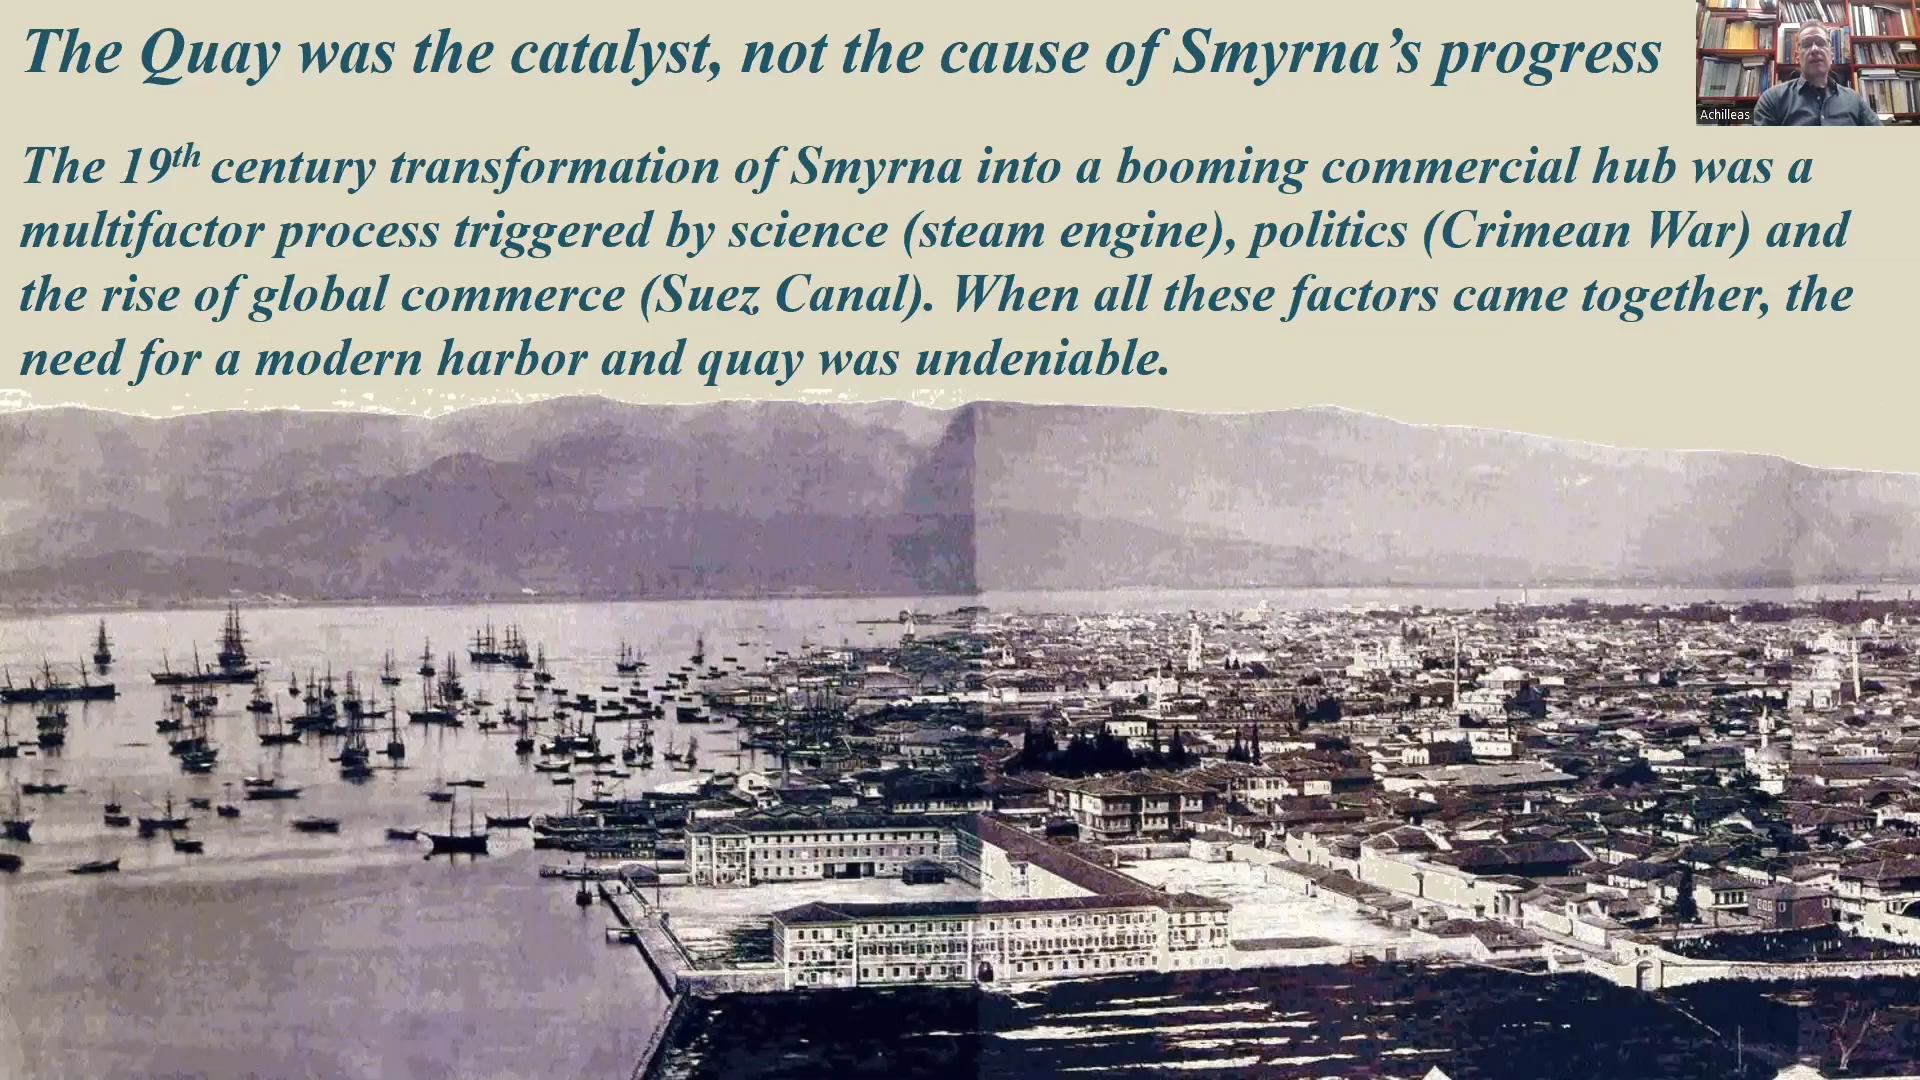 The Quay was the catalyst, not the cause of Smyrna’s progress
Achilleas
The 19th century transformation of Smyrna into a booming commercial hub was a
multifactor process triggered by science (steam engine), politics (Crimean War) and
the rise of global commerce (Suez Canal). When all these factors came together, the
need for a modern harbor and quay was undeniable.